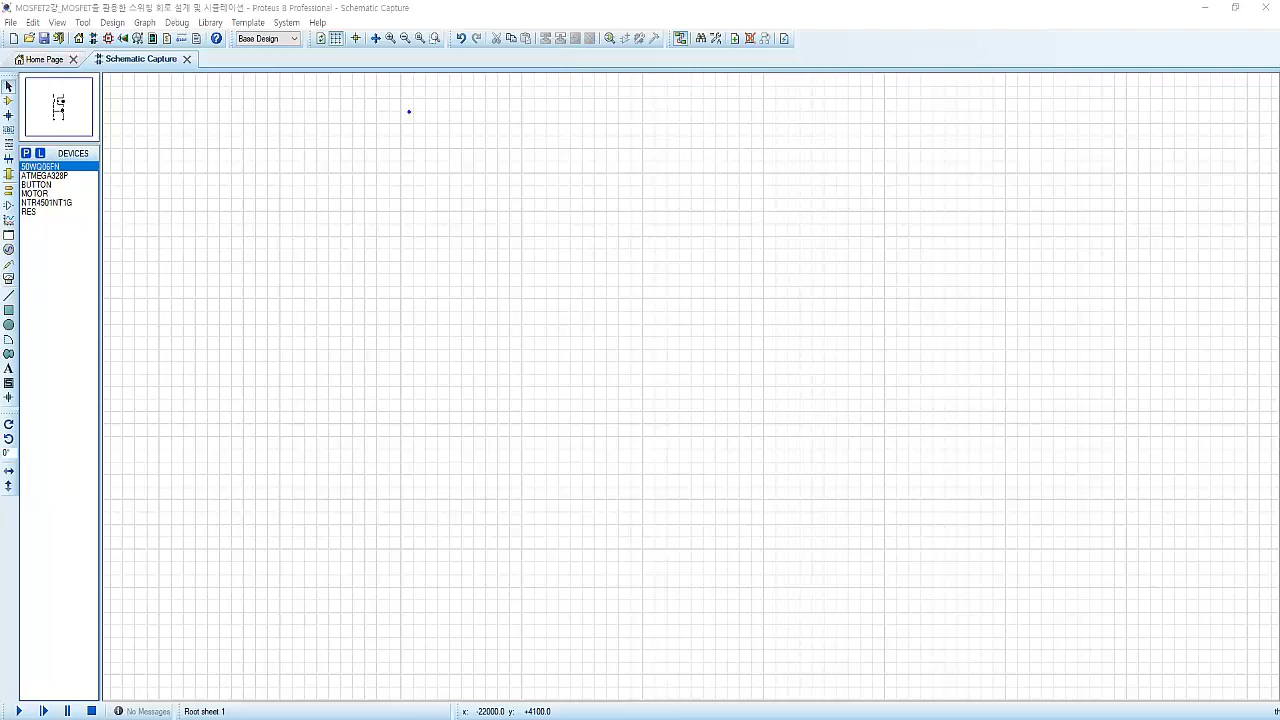 MOSFET2강_MOSFET을 활용한 스위칭 회로 설계 및 시뮬레이션 - Proteus 8 Professional - Schematic Capture
File Edit View Tool Design Graph Debug Library Template System Help
Base Design
Home Page Schematic Capture
P L DEVICES
50WQ06FN
ATMEGA328P
BUTTON
MOTOR
NTR4501NT1G
RES
A
0°
No Messages Root sheet 1 x: -22000.0 y: +4100.0 th